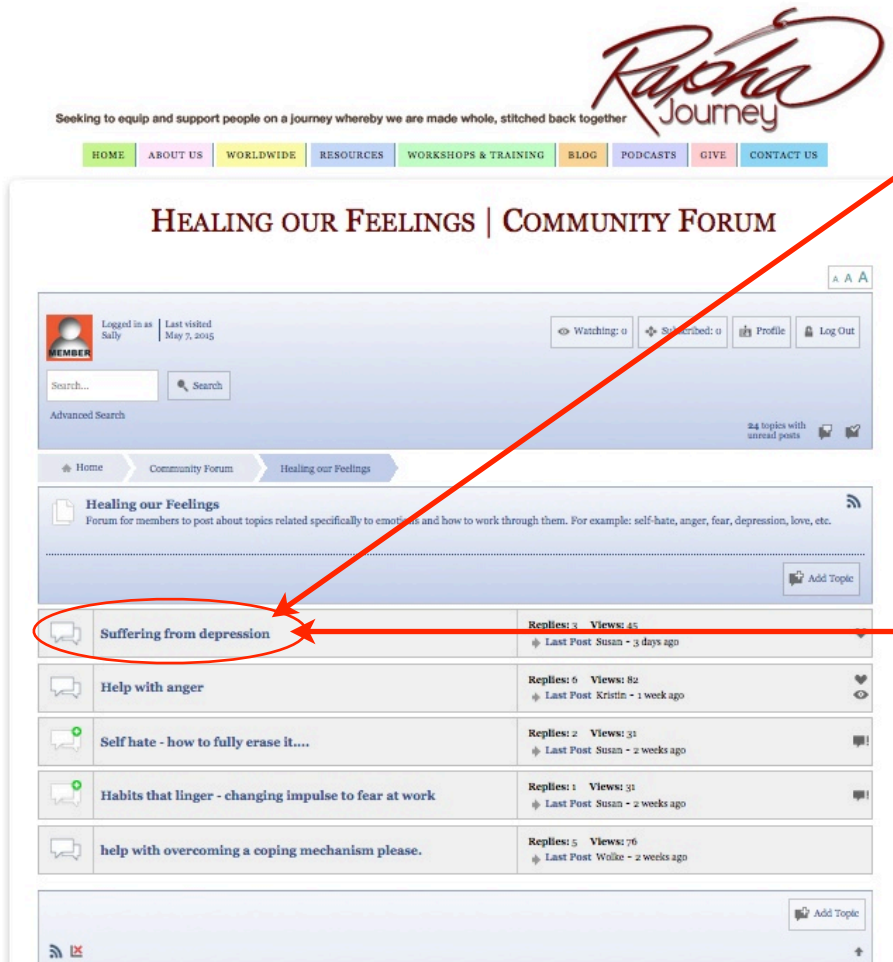 Rapha
Journey
Seeking to equip and support people on a journey whereby we are made whole, stitched back together
HOME ABOUT US WORLDWIDE RESOURCES WORKSHOPS & TRAINING BLOG PODCASTS GIVE CONTACT US
HEALING OUR FEELINGS | COMMUNITY FORUM
A A A
MEMBER
Logged in as
Sally
Last visited
May 7, 2015
Watching: 0 Subscribed: 0 Profile Log Out
Search... Search
Advanced Search
24 topics with
unread posts
Home Community Forum Healing our Feelings
Healing our Feelings
Forum for members to post about topics related specifically to emotions and how to work through them. For example: self-hate, anger, fear, depression, love, etc.
Add Topic
Suffering from depression
Replies: 3 Views: 45
Last Post Susan - 3 days ago
Help with anger
Replies: 6 Views: 82
Last Post Kristin - 1 week ago
Self hate - how to fully erase it....
Replies: 2 Views: 31
Last Post Susan - 2 weeks ago
Habits that linger - changing impulse to fear at work
Replies: 1 Views: 31
Last Post Susan - 2 weeks ago
help with overcoming a coping mechanism please.
Replies: 5 Views: 76
Last Post Wolke - 2 weeks ago
Add Topic